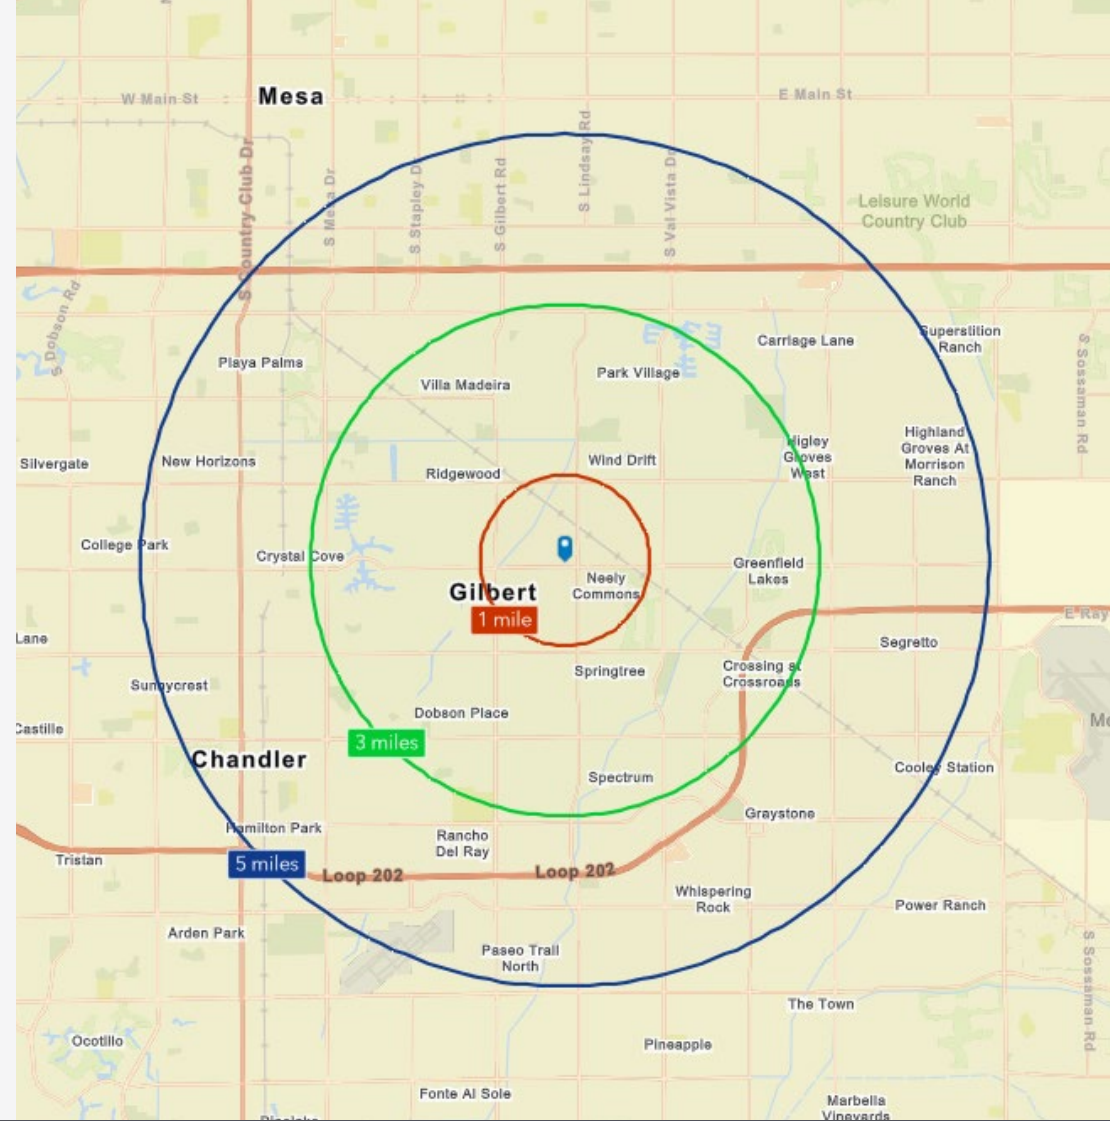 W Main St
Mesa
E Main St
S Country Club Dr
S Mesa Dr
S Stapley Dr
S Gilbert Rd
S Lindsay Rd
S Val Vista Dr
Leisure World
Country Club
S Dobson Rd
Playa Palms
Villa Madeira
Park Village
Carriage Lane
Superstition
Ranch
S Sossaman Rd
Silvergate
New Horizons
Ridgewood
Wind Drift
Higley
Groves
West
Highland
Groves At
Morrison
Ranch
College Park
Crystal Cove
Gilbert
1 mile
Neely
Commons
Greenfield
Lakes
E Ray
Lane
Sunnycrest
Springtree
Crossing at
Crossroads
Segretto
Castille
Dobson Place
3 miles
Chandler
Spectrum
Cooley Station
Hamilton Park
Graystone
Tristan
5 miles
Loop 202
Rancho
Del Ray
Loop 202
Whispering
Rock
Power Ranch
Arden Park
Paseo Trail
North
S Sossaman Rd
The Town
Ocotillo
Pineapple
Fonte Al Sole
Marbella
Vineyards